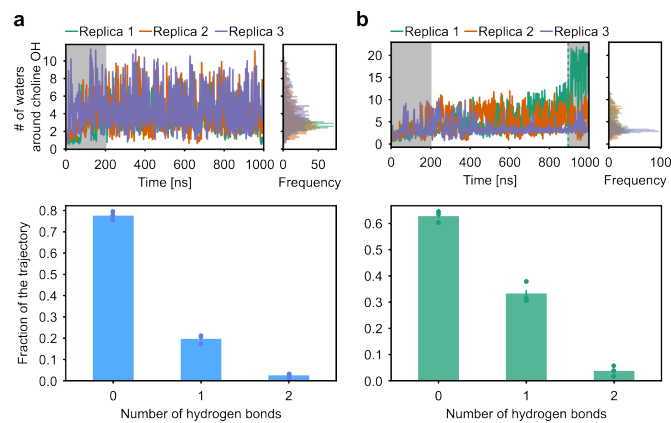 a
Replica 1 Replica 2 Replica 3
# of waters
around choline OH
10
8
6
4
2
0
0 200 400 600 800 1000
Time [ns]
0 50
Frequency
b
Replica 1 Replica 2 Replica 3
20
15
10
5
0
0 200 400 600 800 1000
Time [ns]
0 100
Frequency
Fraction of the trajectory
0.8
0.7
0.6
0.5
0.4
0.3
0.2
0.1
0.0
0 1 2
Number of hydrogen bonds
0.6
0.5
0.4
0.3
0.2
0.1
0.0
0 1 2
Number of hydrogen bonds